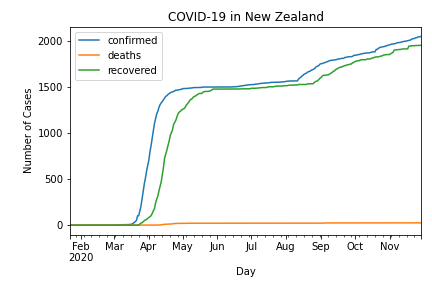 COVID-19 in New Zealand
confirmed
deaths
recovered
Number of Cases
2000
1500
1000
500
0
Feb Mar Apr May Jun Jul Aug Sep Oct Nov
2020
Day